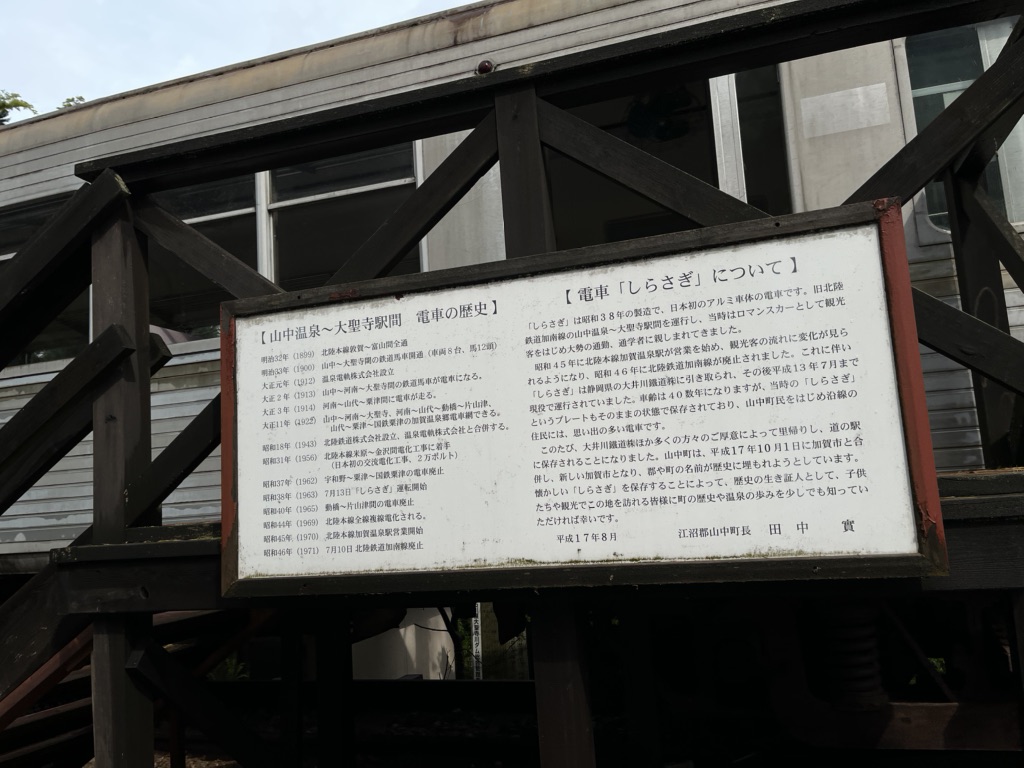 【 山中温泉～大聖寺駅間　電車の歴史 】
明治32年（1899）　北陸本線敦賀～富山間全通
明治33年（1900）　山中～大聖寺間の鉄道馬車開通（車両８台、馬12頭）
大正元年（1912）　温泉電軌株式会社設立
大正２年（1913）　山中～河南～大聖寺間の鉄道馬車が電車になる。
大正３年（1914）　河南～山代～粟津間に電車が走る。
大正11年（1922）　山中～河南～大聖寺、河南～山代～動橋～片山津、
山代～粟津～国鉄粟津の加賀温泉郷電車網できる。
昭和18年（1943）　北陸鉄道株式会社設立、温泉電軌株式会社と合併する。
昭和31年（1956）　北陸本線米原～金沢間電化工事に着手
（日本初の交流電化工事、２万ボルト）
昭和37年（1962）　宇和野～粟津～国鉄粟津の電車廃止
昭和38年（1963）　7月13日「しらさぎ」運転開始
昭和40年（1965）　動橋～片山津間の電車廃止
昭和44年（1969）　北陸本線全線複線電化される。
昭和45年（1970）　北陸本線加賀温泉駅営業開始
昭和46年（1971）　7月10日 北陸鉄道加南線廃止
【 電車「しらさぎ」について 】
「しらさぎ」は昭和３８年の製造で、日本初のアルミ車体の電車です。旧北陸
鉄道加南線の山中温泉～大聖寺駅間を運行し、当時はロマンスカーとして観光
客をはじめ大勢の通勤、通学者に親しまれてきました。
昭和４５年に北陸本線加賀温泉駅が営業を始め、観光客の流れに変化が見ら
れるようになり、昭和４６年に北陸鉄道加南線が廃止されました。これに伴い
「しらさぎ」は静岡県の大井川鐵道㈱に引き取られ、その後平成１３年７月まで
現役で運行されていました。車齢は４０数年になりますが、当時の「しらさぎ」
というプレートもそのままの状態で保存されており、山中町民をはじめ沿線の
住民には、思い出の多い電車です。
このたび、大井川鐵道㈱ほか多くの方々のご厚意によって里帰りし、道の駅
に保存されることになりました。山中町は、平成１７年１０月１日に加賀市と合
併し、新しい加賀市となり、郡や町の名前が歴史に埋もれようとしています。
懐かしい「しらさぎ」を保存することによって、歴史の生き証人として、子供
たちや観光でこの地を訪れる皆様に町の歴史や温泉の歩みを少しでも知ってい
ただければ幸いです。
平成１７年８月　　　江沼郡山中町長　田　中　實